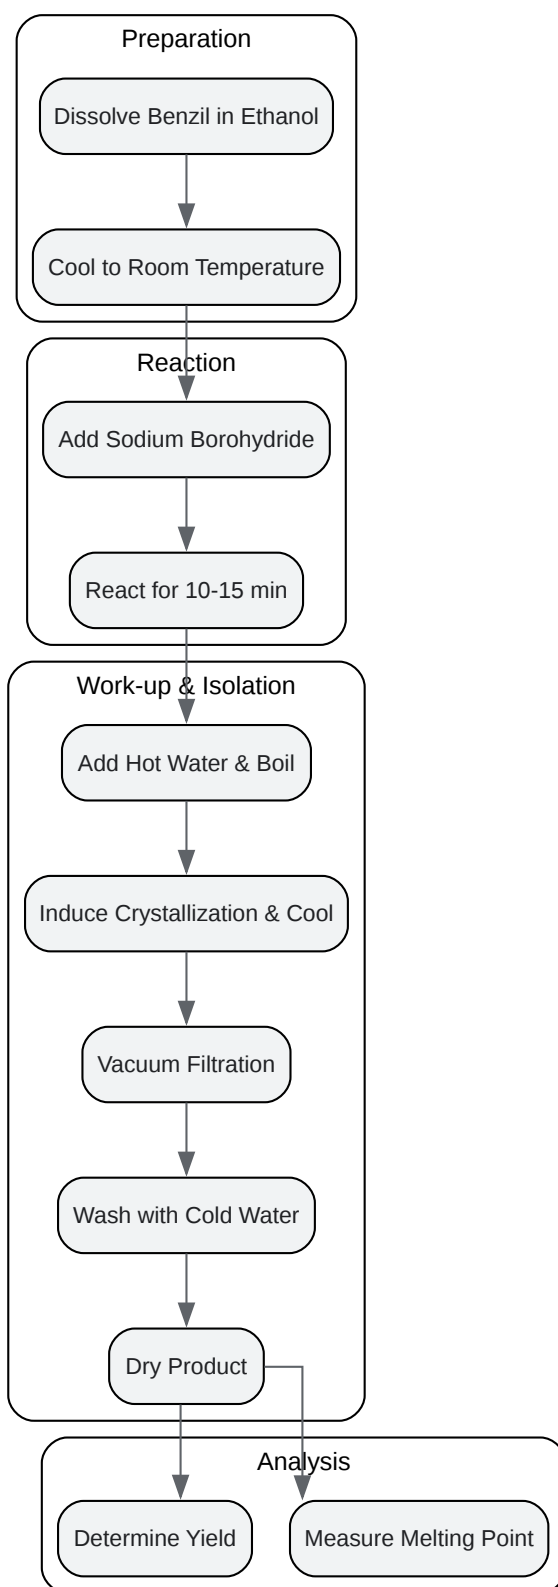 Preparation
Dissolve Benzil in Ethanol
Cool to Room Temperature
Reaction
Add Sodium Borohydride
React for 10-15 min
Work-up & Isolation
Add Hot Water & Boil
Induce Crystallization & Cool
Vacuum Filtration
Wash with Cold Water
Dry Product
Analysis
Determine Yield
Measure Melting Point